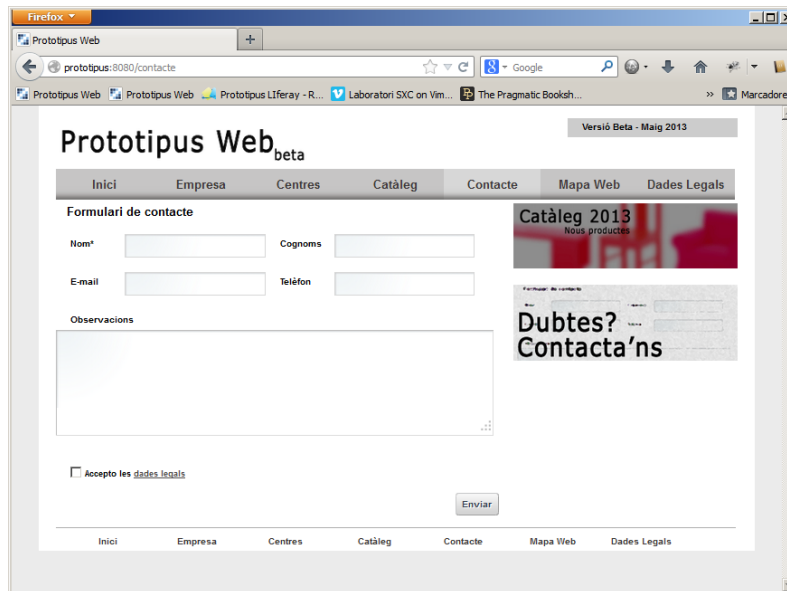 Firefox
Prototipus Web
prototipus:8080/contacte
Google
Prototipus Web Prototipus Web Prototipus LIferay - R... Laboratori SXC on Vim... The Pragmatic Booksh... » Marcadore
Versió Beta - Maig 2013
Prototipus Web beta
Inici Empresa Centres Catàleg Contacte Mapa Web Dades Legals
Formulari de contacte
Catàleg 2013
Nous productes
Nom* Cognoms
E-mail Telèfon
Formulari de contacte
Dubtes?
Contacta'ns
Observacions
Accepto les dades legals
Enviar
Inici Empresa Centres Catàleg Contacte Mapa Web Dades Legals